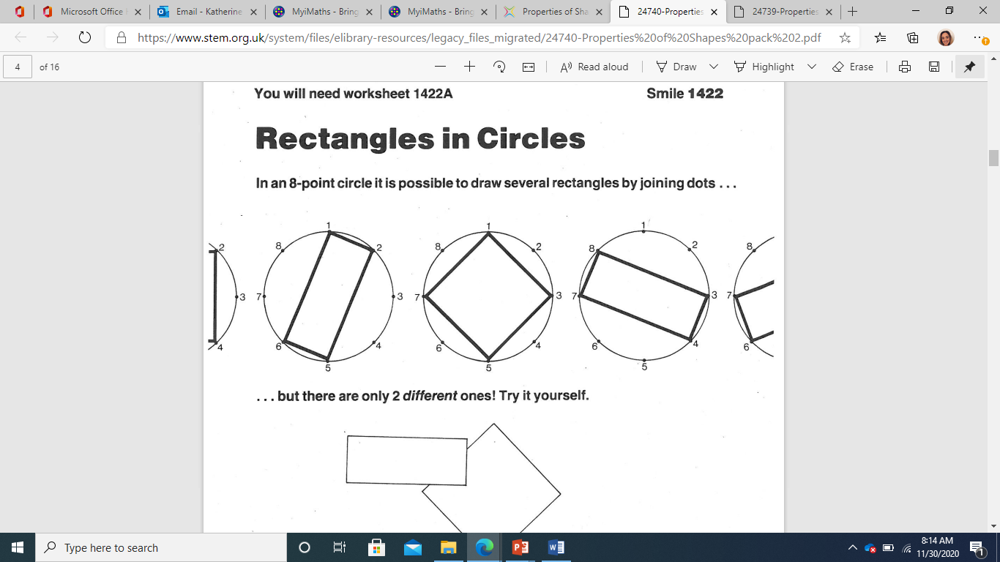 Microsoft Office
Email - Katherine
MyiMaths - Bring
MyiMaths - Bring
Properties of Sha
24740-Properties
24739-Properties
https://www.stem.org.uk/system/files/elibrary-resources/legacy_files_migrated/24740-Properties%20of%20Shapes%20pack%202.pdf
4 of 16
Read aloud
Draw
Highlight
Erase
You will need worksheet 1422A
Smile 1422
Rectangles in Circles
In an 8-point circle it is possible to draw several rectangles by joining dots ...
2
3
4
1
2
3
4
5
6
7
8
1
2
3
4
5
6
7
8
1
2
3
4
5
6
7
8
8
7
6
... but there are only 2 different ones! Try it yourself.
Type here to search
8:14 AM
11/30/2020
1